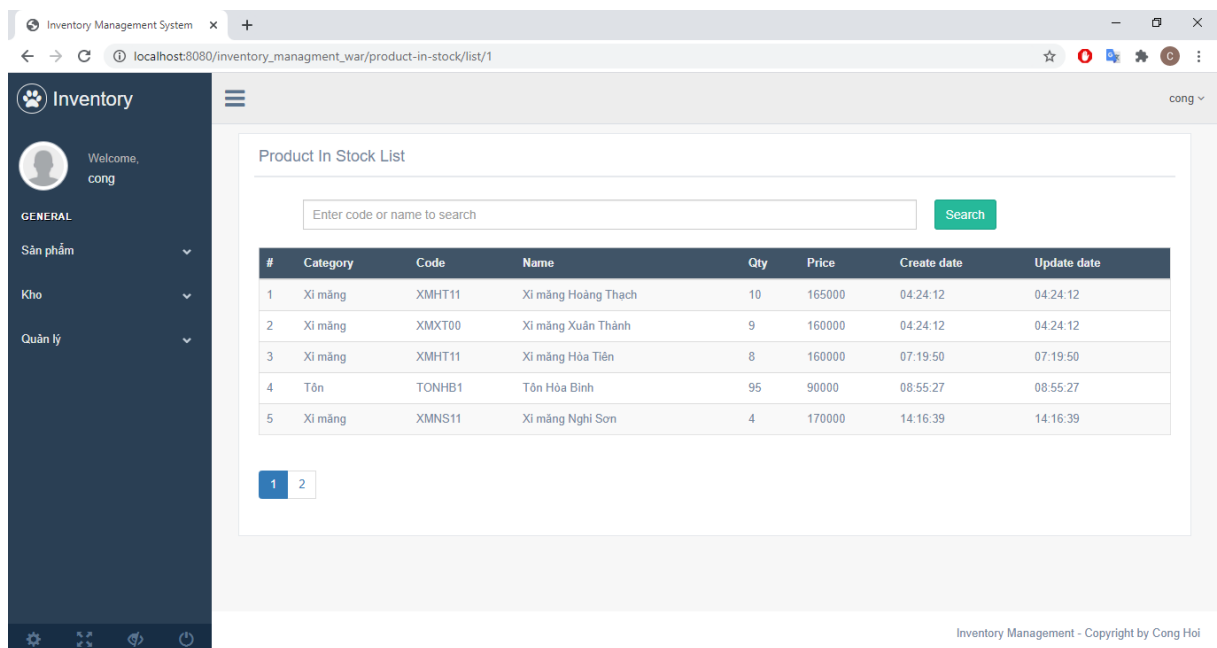 Inventory Management System
localhost:8080/inventory_managment_war/product-in-stock/list/1
C
Inventory
cong
Welcome,
cong
GENERAL
Sản phẩm
Kho
Quản lý
Product In Stock List
Enter code or name to search Search
# Category Code Name Qty Price Create date Update date
1 Xi măng XMHT11 Xi măng Hoàng Thạch 10 165000 04:24:12 04:24:12
2 Xi măng XMXT00 Xi măng Xuân Thành 9 160000 04:24:12 04:24:12
3 Xi măng XMHT11 Xi măng Hòa Tiên 8 160000 07:19:50 07:19:50
4 Tôn TONHB1 Tôn Hòa Bình 95 90000 08:55:27 08:55:27
5 Xi măng XMNS11 Xi măng Nghi Sơn 4 170000 14:16:39 14:16:39
1 2
Inventory Management - Copyright by Cong Hoi